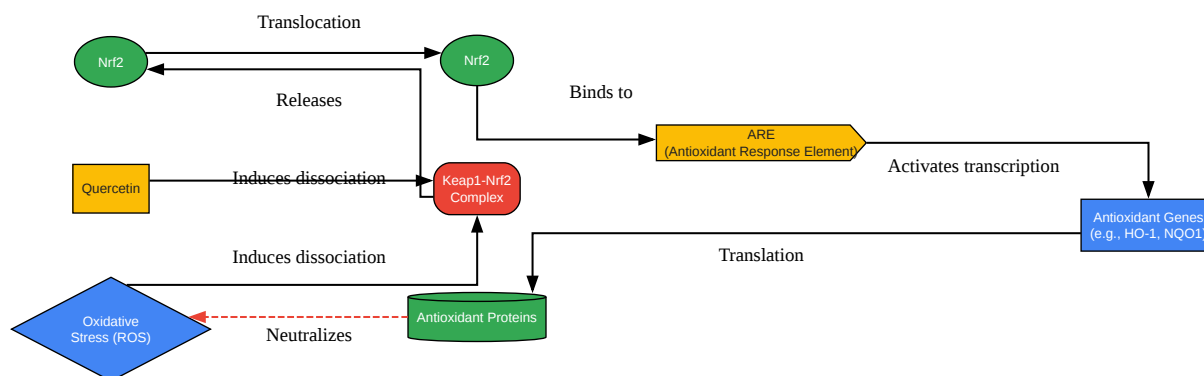 Translocation
Nrf2
Nrf2
Releases
Binds to
ARE
(Antioxidant Response Element)
Activates transcription
Quercetin
Induces dissociation
Keap1-Nrf2
Complex
Antioxidant Genes
(e.g., HO-1, NQO1)
Induces dissociation
Translation
Oxidative
Stress (ROS)
Antioxidant Proteins
Neutralizes